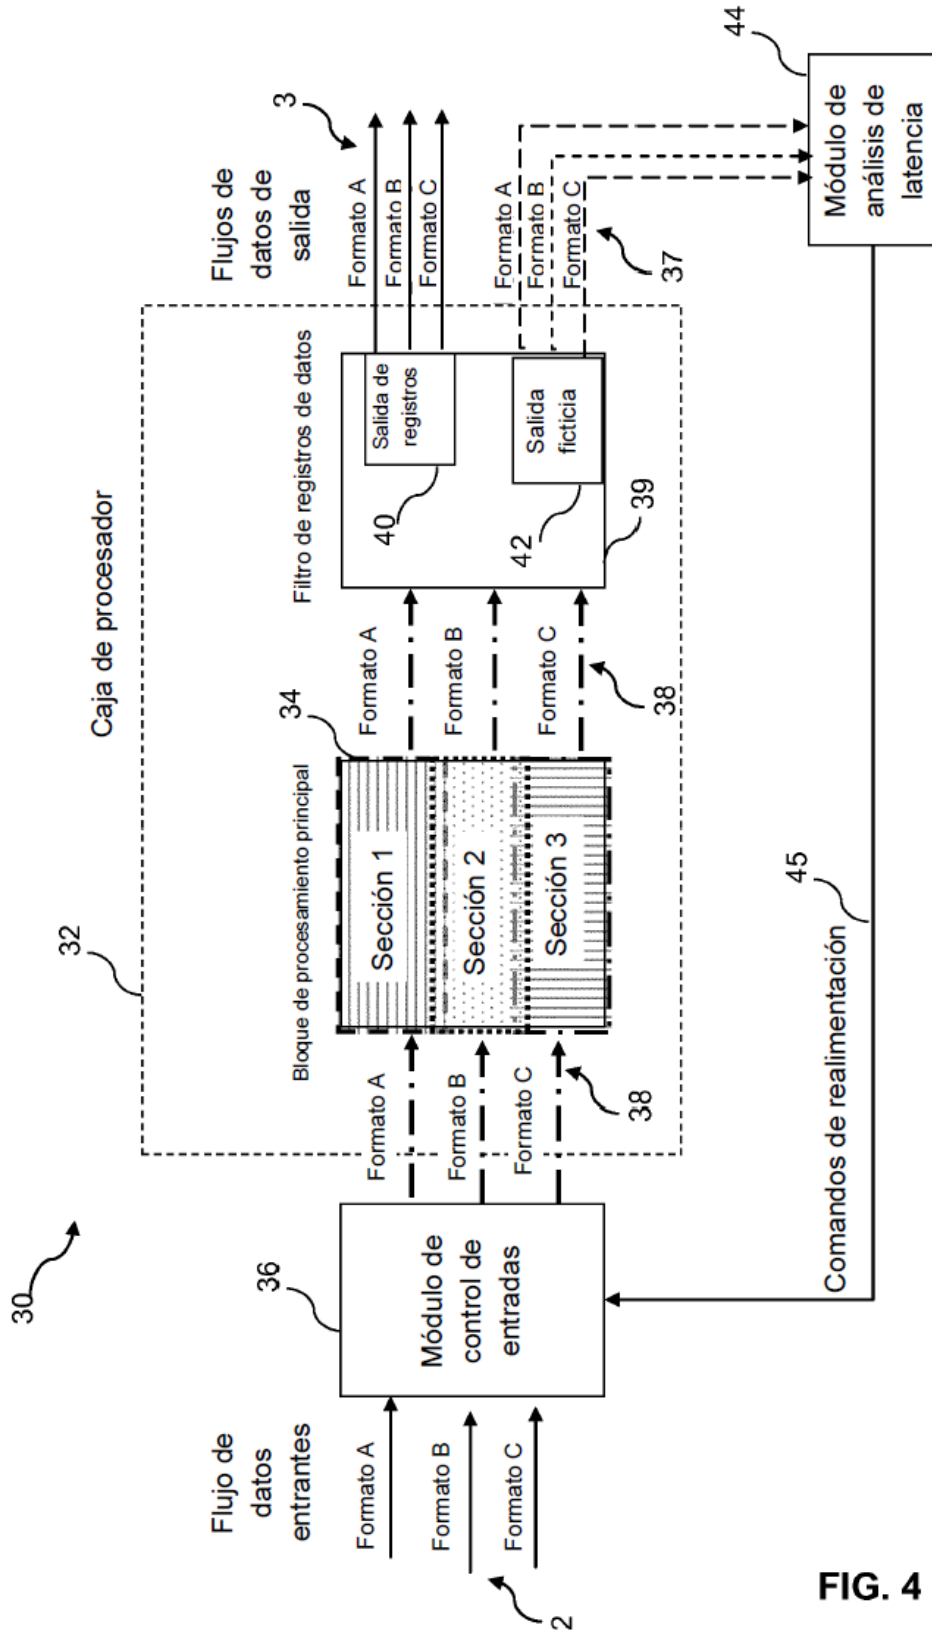 30
32
Caja de procesador
Flujo de
datos
entrantes
Formato A
Formato B
Formato C
2
36
Módulo de
control de
entradas
Formato A
Formato B
Formato C
38
Bloque de procesamiento principal
34
Sección 1
Sección 2
Sección 3
Formato A
Formato B
Formato C
38
Filtro de registros de datos
Salida de
registros
40
Salida
ficticia
42
39
Flujos de
datos de
salida
3
Formato A
Formato B
Formato C
Formato A
Formato B
Formato C
37
44
Módulo de
análisis de
latencia
Comandos de realimentación
45
FIG. 4